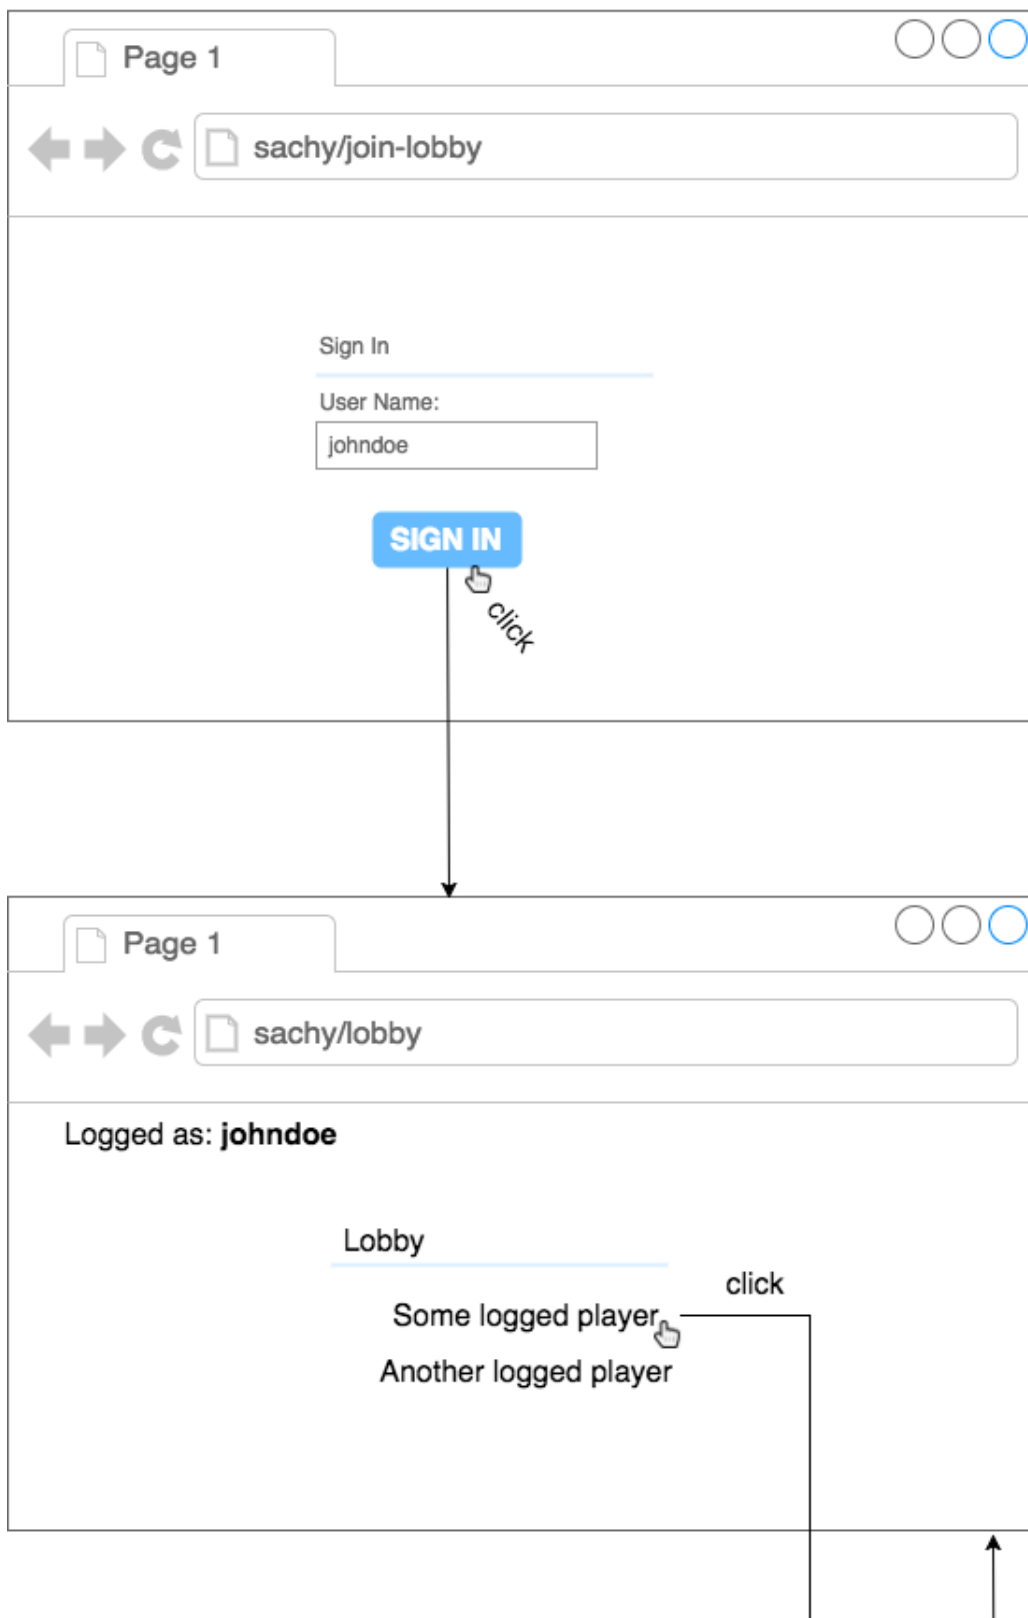 Page 1
sachy/join-lobby
Sign In
User Name:
johndoe
SIGN IN
click
Page 1
sachy/lobby
Logged as: johndoe
Lobby
click
Some logged player
Another logged player